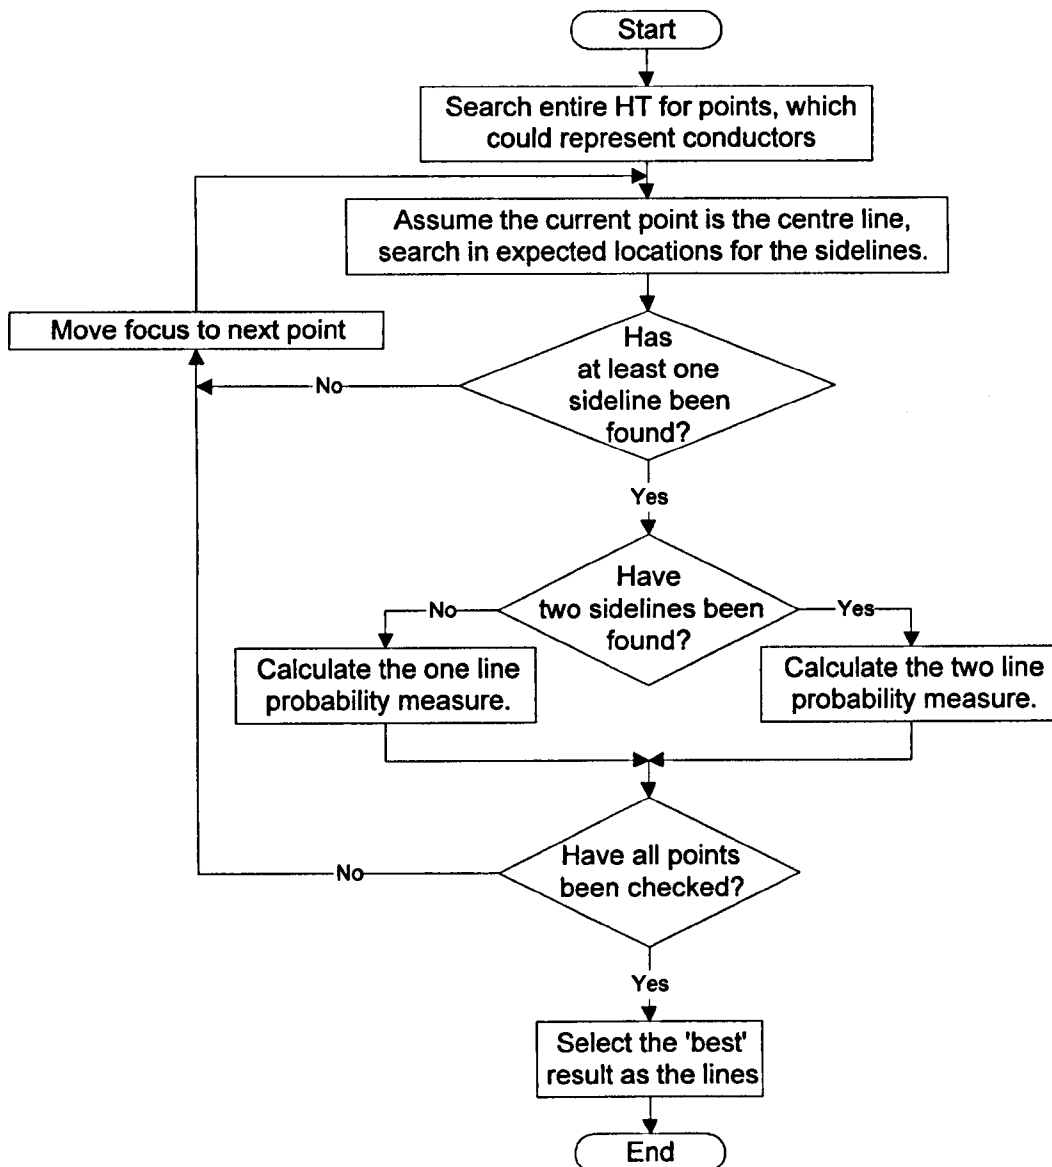 Start
Search entire HT for points, which
could represent conductors
Assume the current point is the centre line,
search in expected locations for the sidelines.
Move focus to next point
Has
at least one
sideline been
found?
No
Yes
Have
two sidelines been
found?
No
Yes
Calculate the one line
probability measure.
Calculate the two line
probability measure.
Have all points
been checked?
No
Yes
Select the 'best'
result as the lines
End